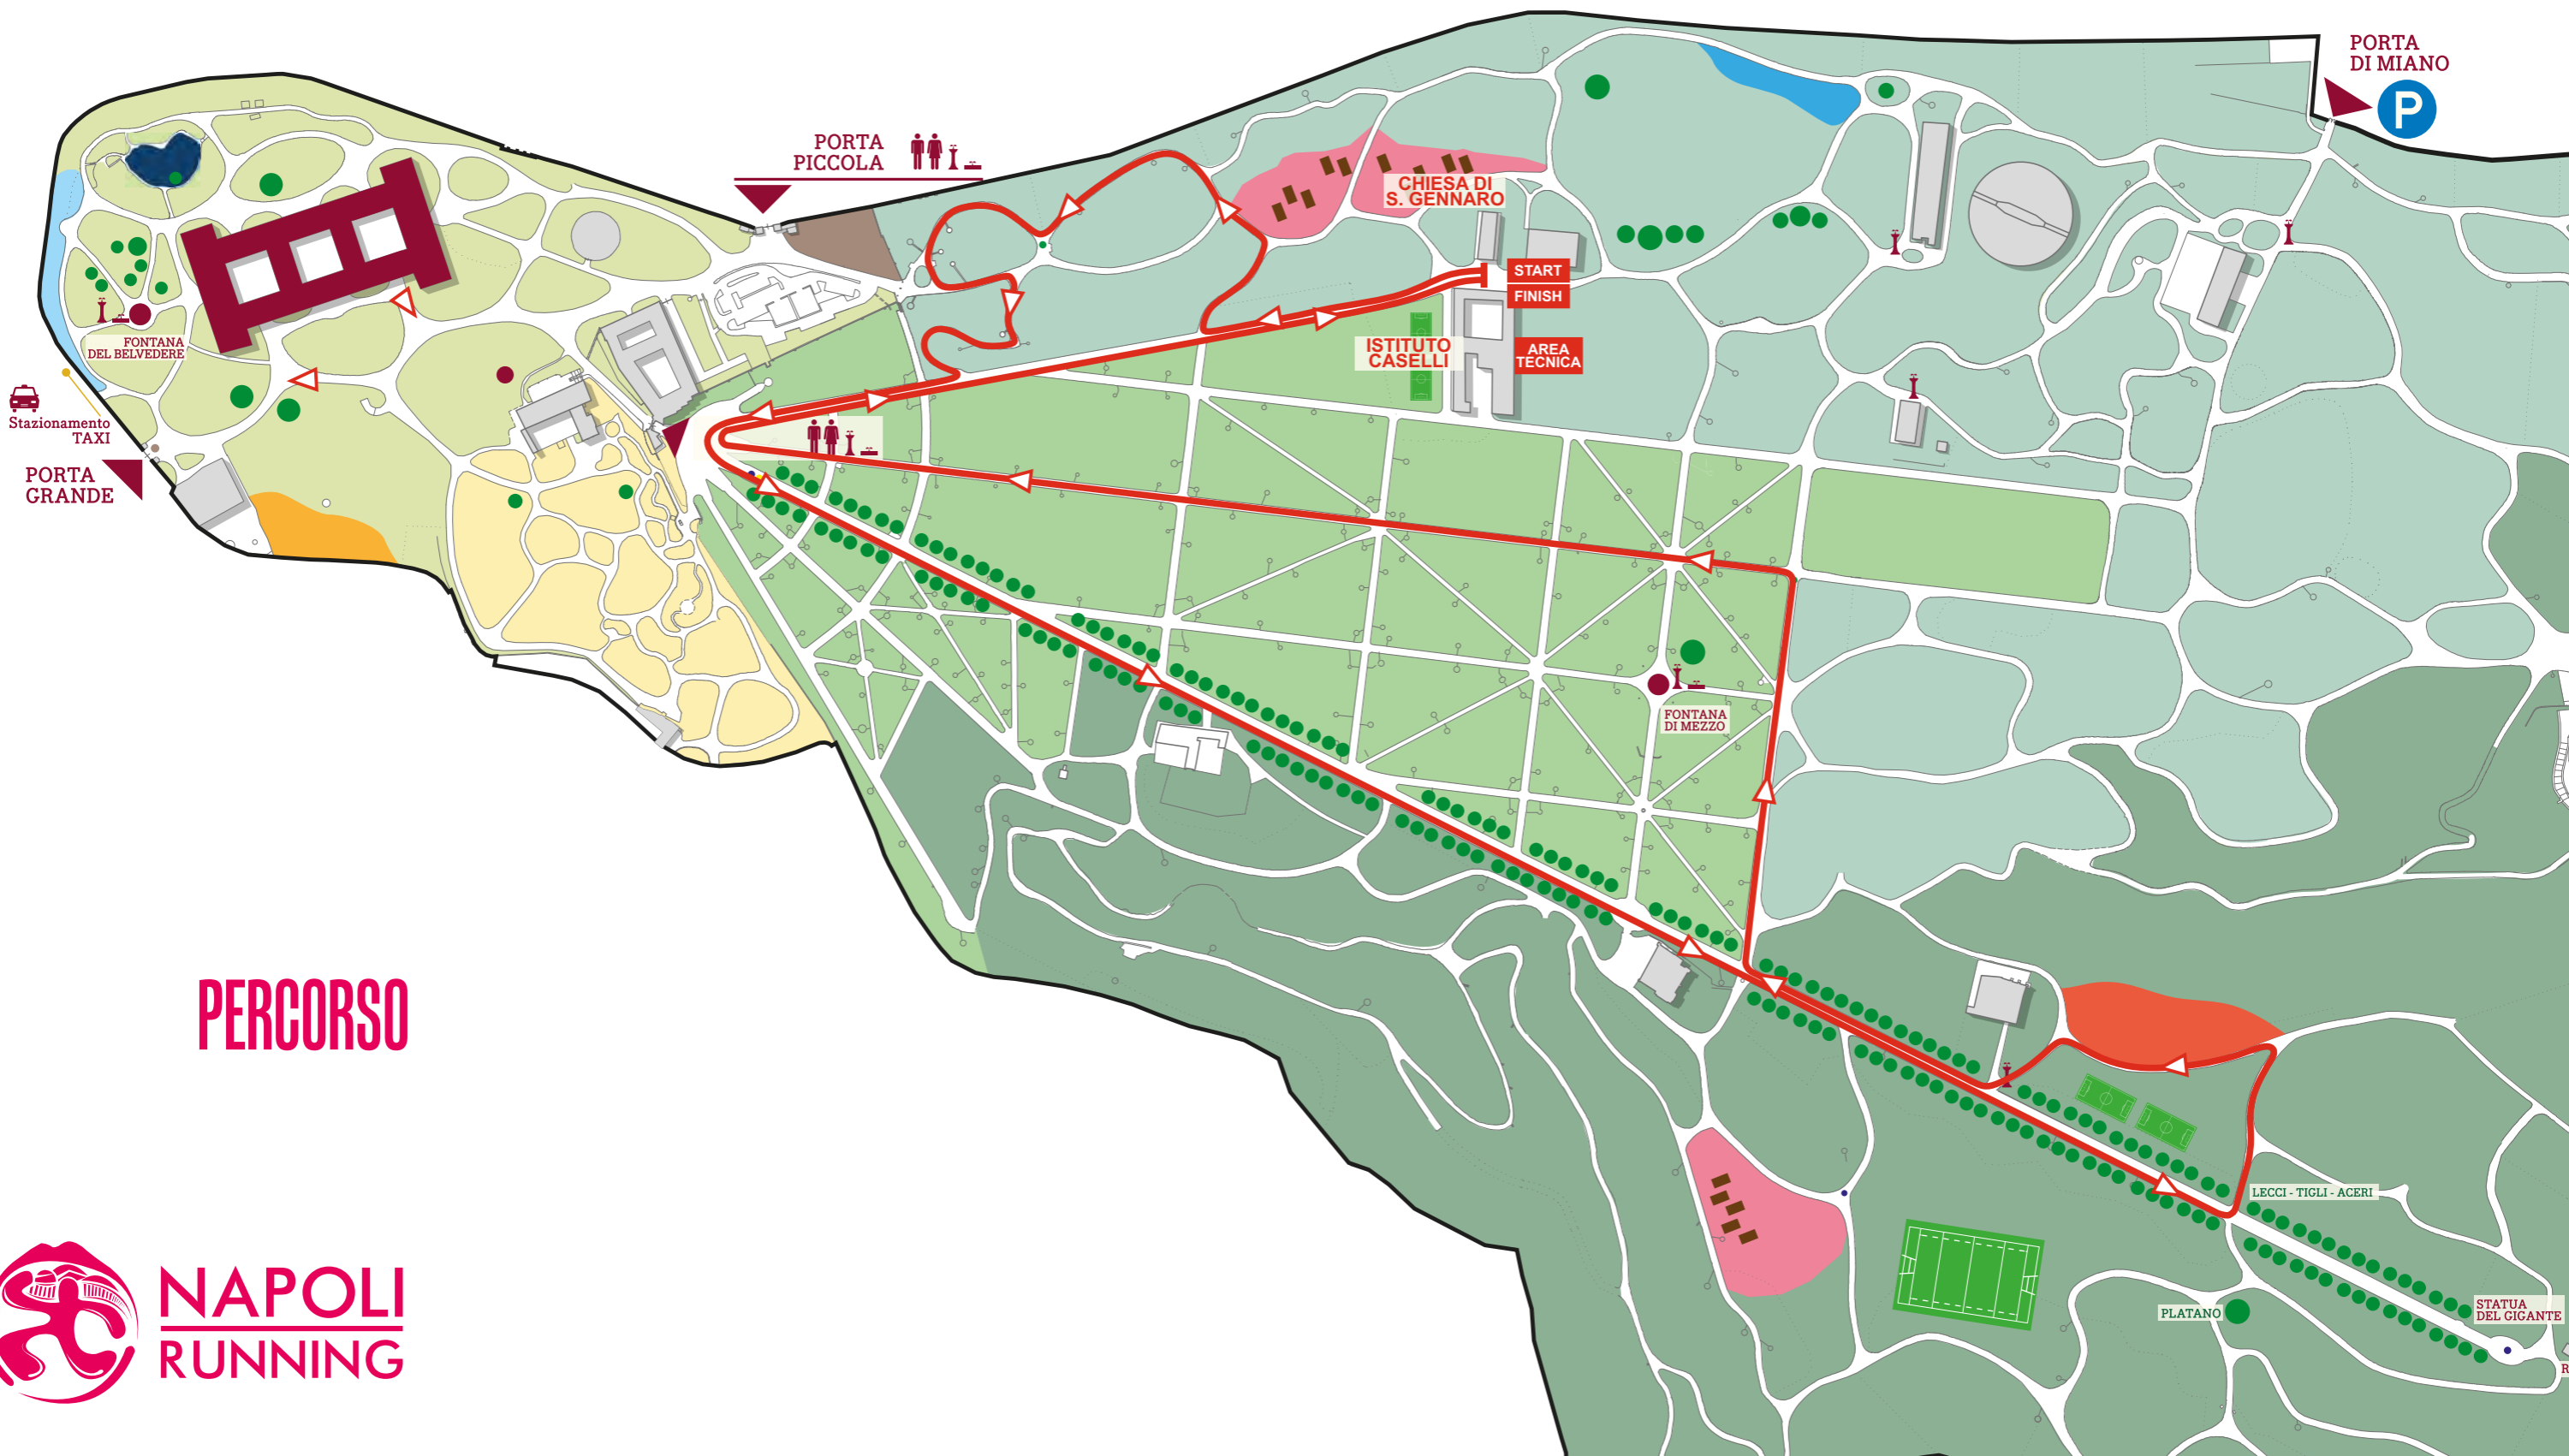 PORTA
DI MIANO
P
PORTA
PICCOLA
CHIESA DI
S. GENNARO
START
FINISH
ISTITUTO
CASELLI
AREA
TECNICA
FONTANA
DEL BELVEDERE
Stazionamento
TAXI
PORTA
GRANDE
FONTANA
DI MEZZO
PERCORSO
LECCI - TIGLI - ACERI
PLATANO
STATUA
DEL GIGANTE
R
NAPOLI
RUNNING